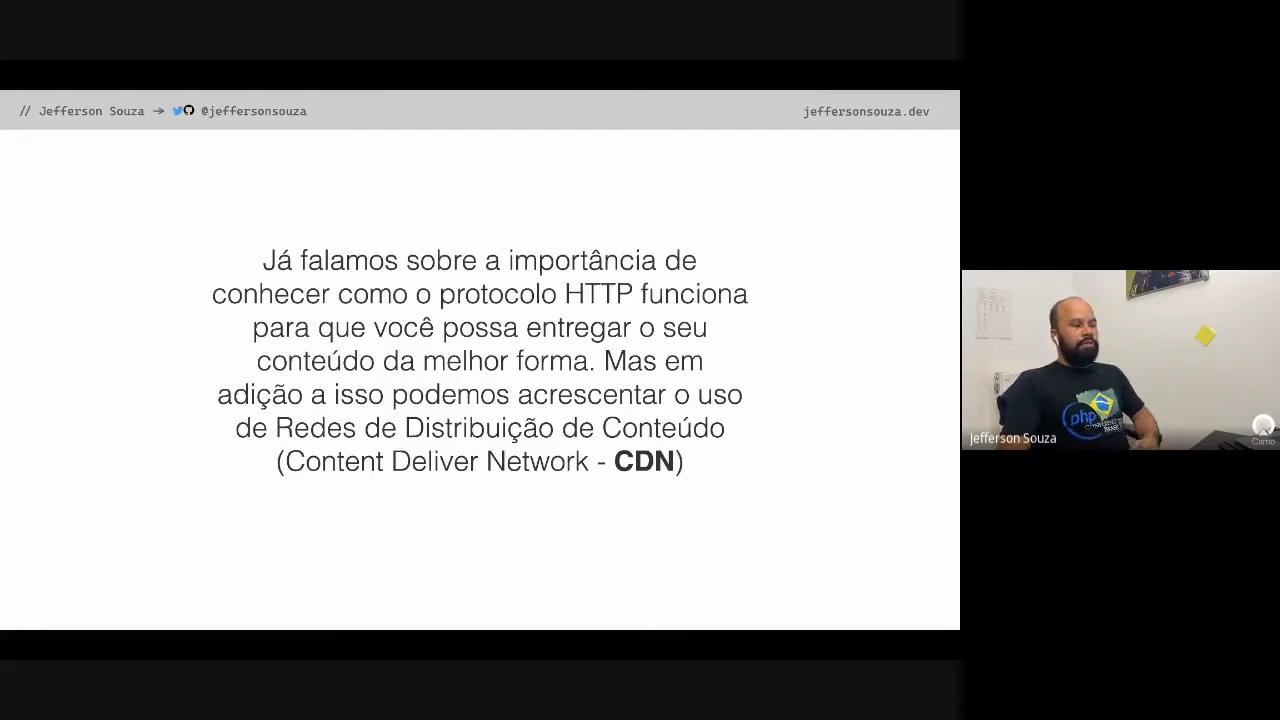 // Jefferson Souza → @jeffersonsouza
jeffersonsouza.dev
Já falamos sobre a importância de
conhecer como o protocolo HTTP funciona
para que você possa entregar o seu
conteúdo da melhor forma. Mas em
adição a isso podemos acrescentar o uso
de Redes de Distribuição de Conteúdo
(Content Deliver Network - CDN)
php
Jefferson Souza
Camo